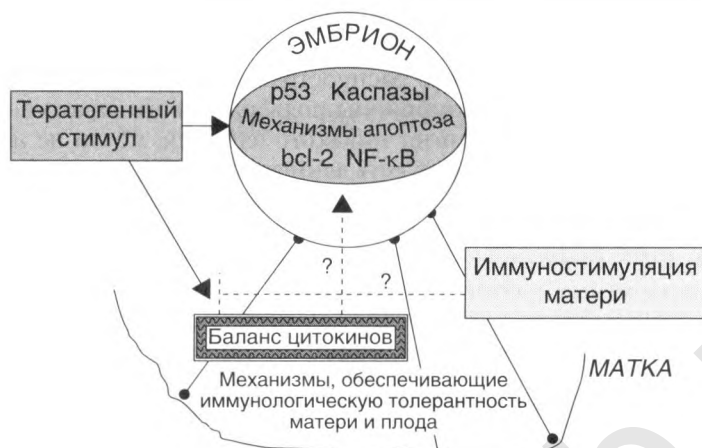 ЭМБРИОН
p53 Каспазы
Механизмы апоптоза
bcl-2 NF-κB
Тератогенный
стимул
?
?
Иммуностимуляция
матери
Баланс цитокинов
МАТКА
Механизмы, обеспечивающие
иммунологическую толерантность
матери и плода